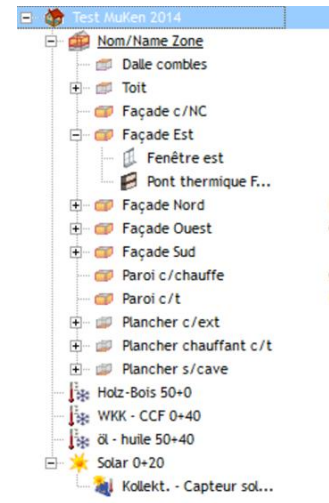 Test MuKen 2014
Nom/Name Zone
Dalle combles
Toit
Façade c/NC
Façade Est
Fenêtre est
Pont thermique F...
Façade Nord
Façade Ouest
Façade Sud
Paroi c/chauffe
Paroi c/t
Plancher c/ext
Plancher chauffant c/t
Plancher s/cave
Holz-Bois 50+0
WKK - CCF 0+40
öl - huile 50+40
Solar 0+20
Kollekt. - Capteur sol...